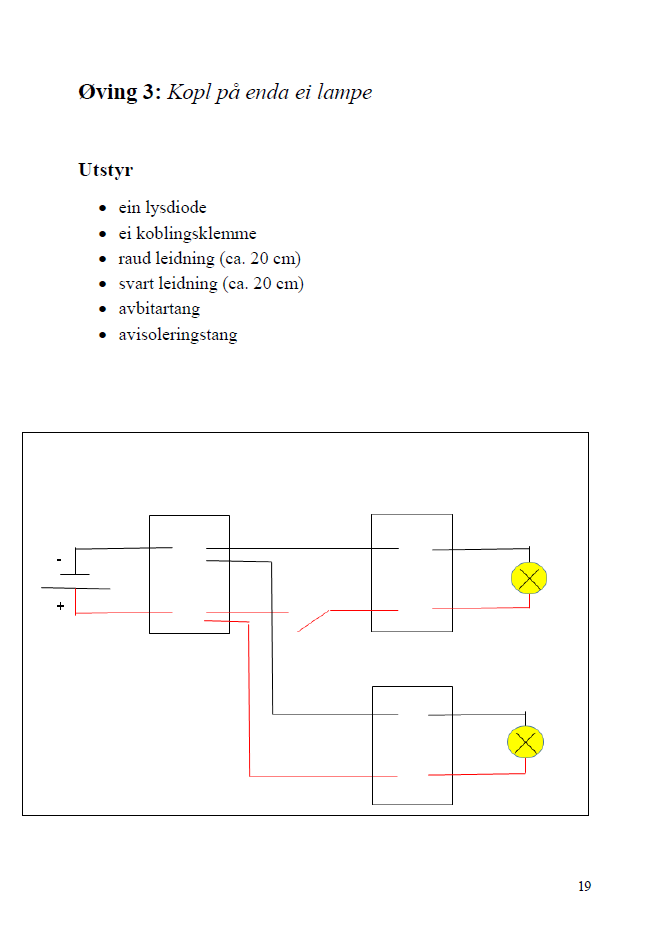 Øving 3: Kopl på enda ei lampe
Utstyr
• ein lysdiode
• ei koblingsklemme
• raud leidning (ca. 20 cm)
• svart leidning (ca. 20 cm)
• avbitartang
• avisoleringstang
-
+
19